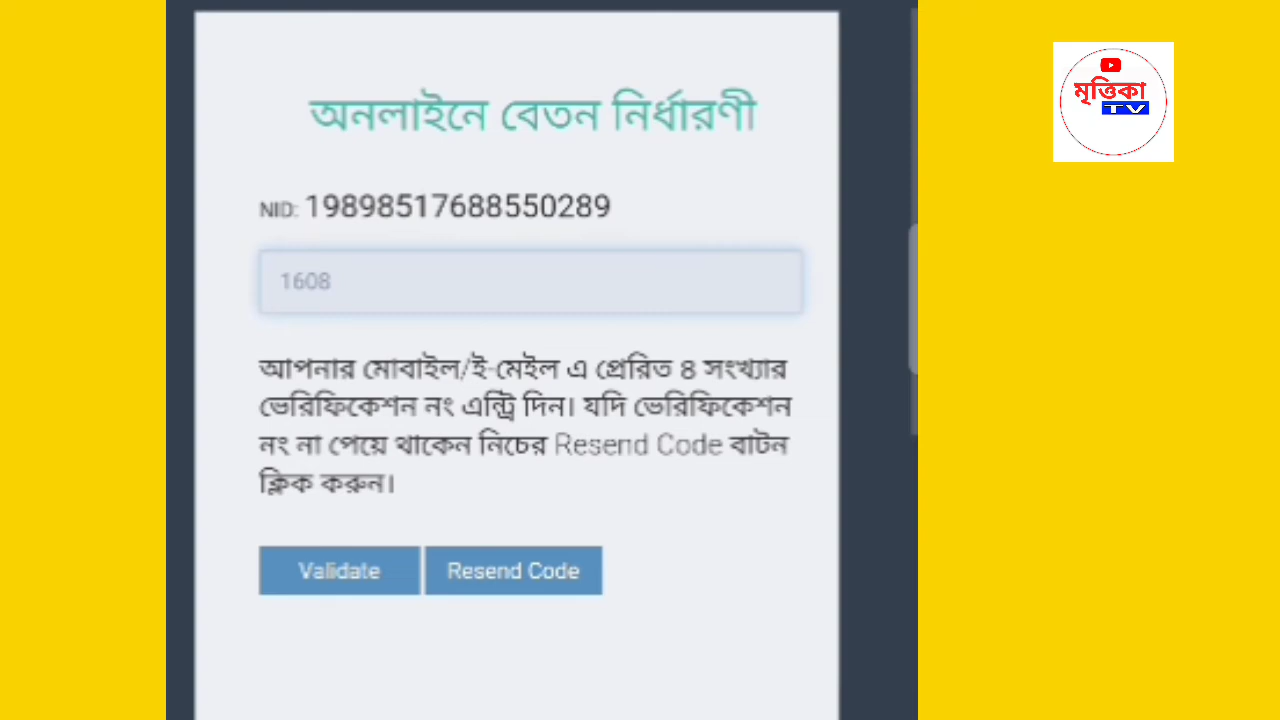 অনলাইনে বেতন নির্ধারণী
NID: 19898517688550289
1608
আপনার মোবাইল/ই-মেইল এ প্রেরিত ৪ সংখ্যার
ভেরিফিকেশন নং এন্ট্রি দিন। যদি ভেরিফিকেশন
নং না পেয়ে থাকেন নিচের Resend Code বাটন
ক্লিক করুন।
Validate Resend Code
মৃত্তিকা
TV